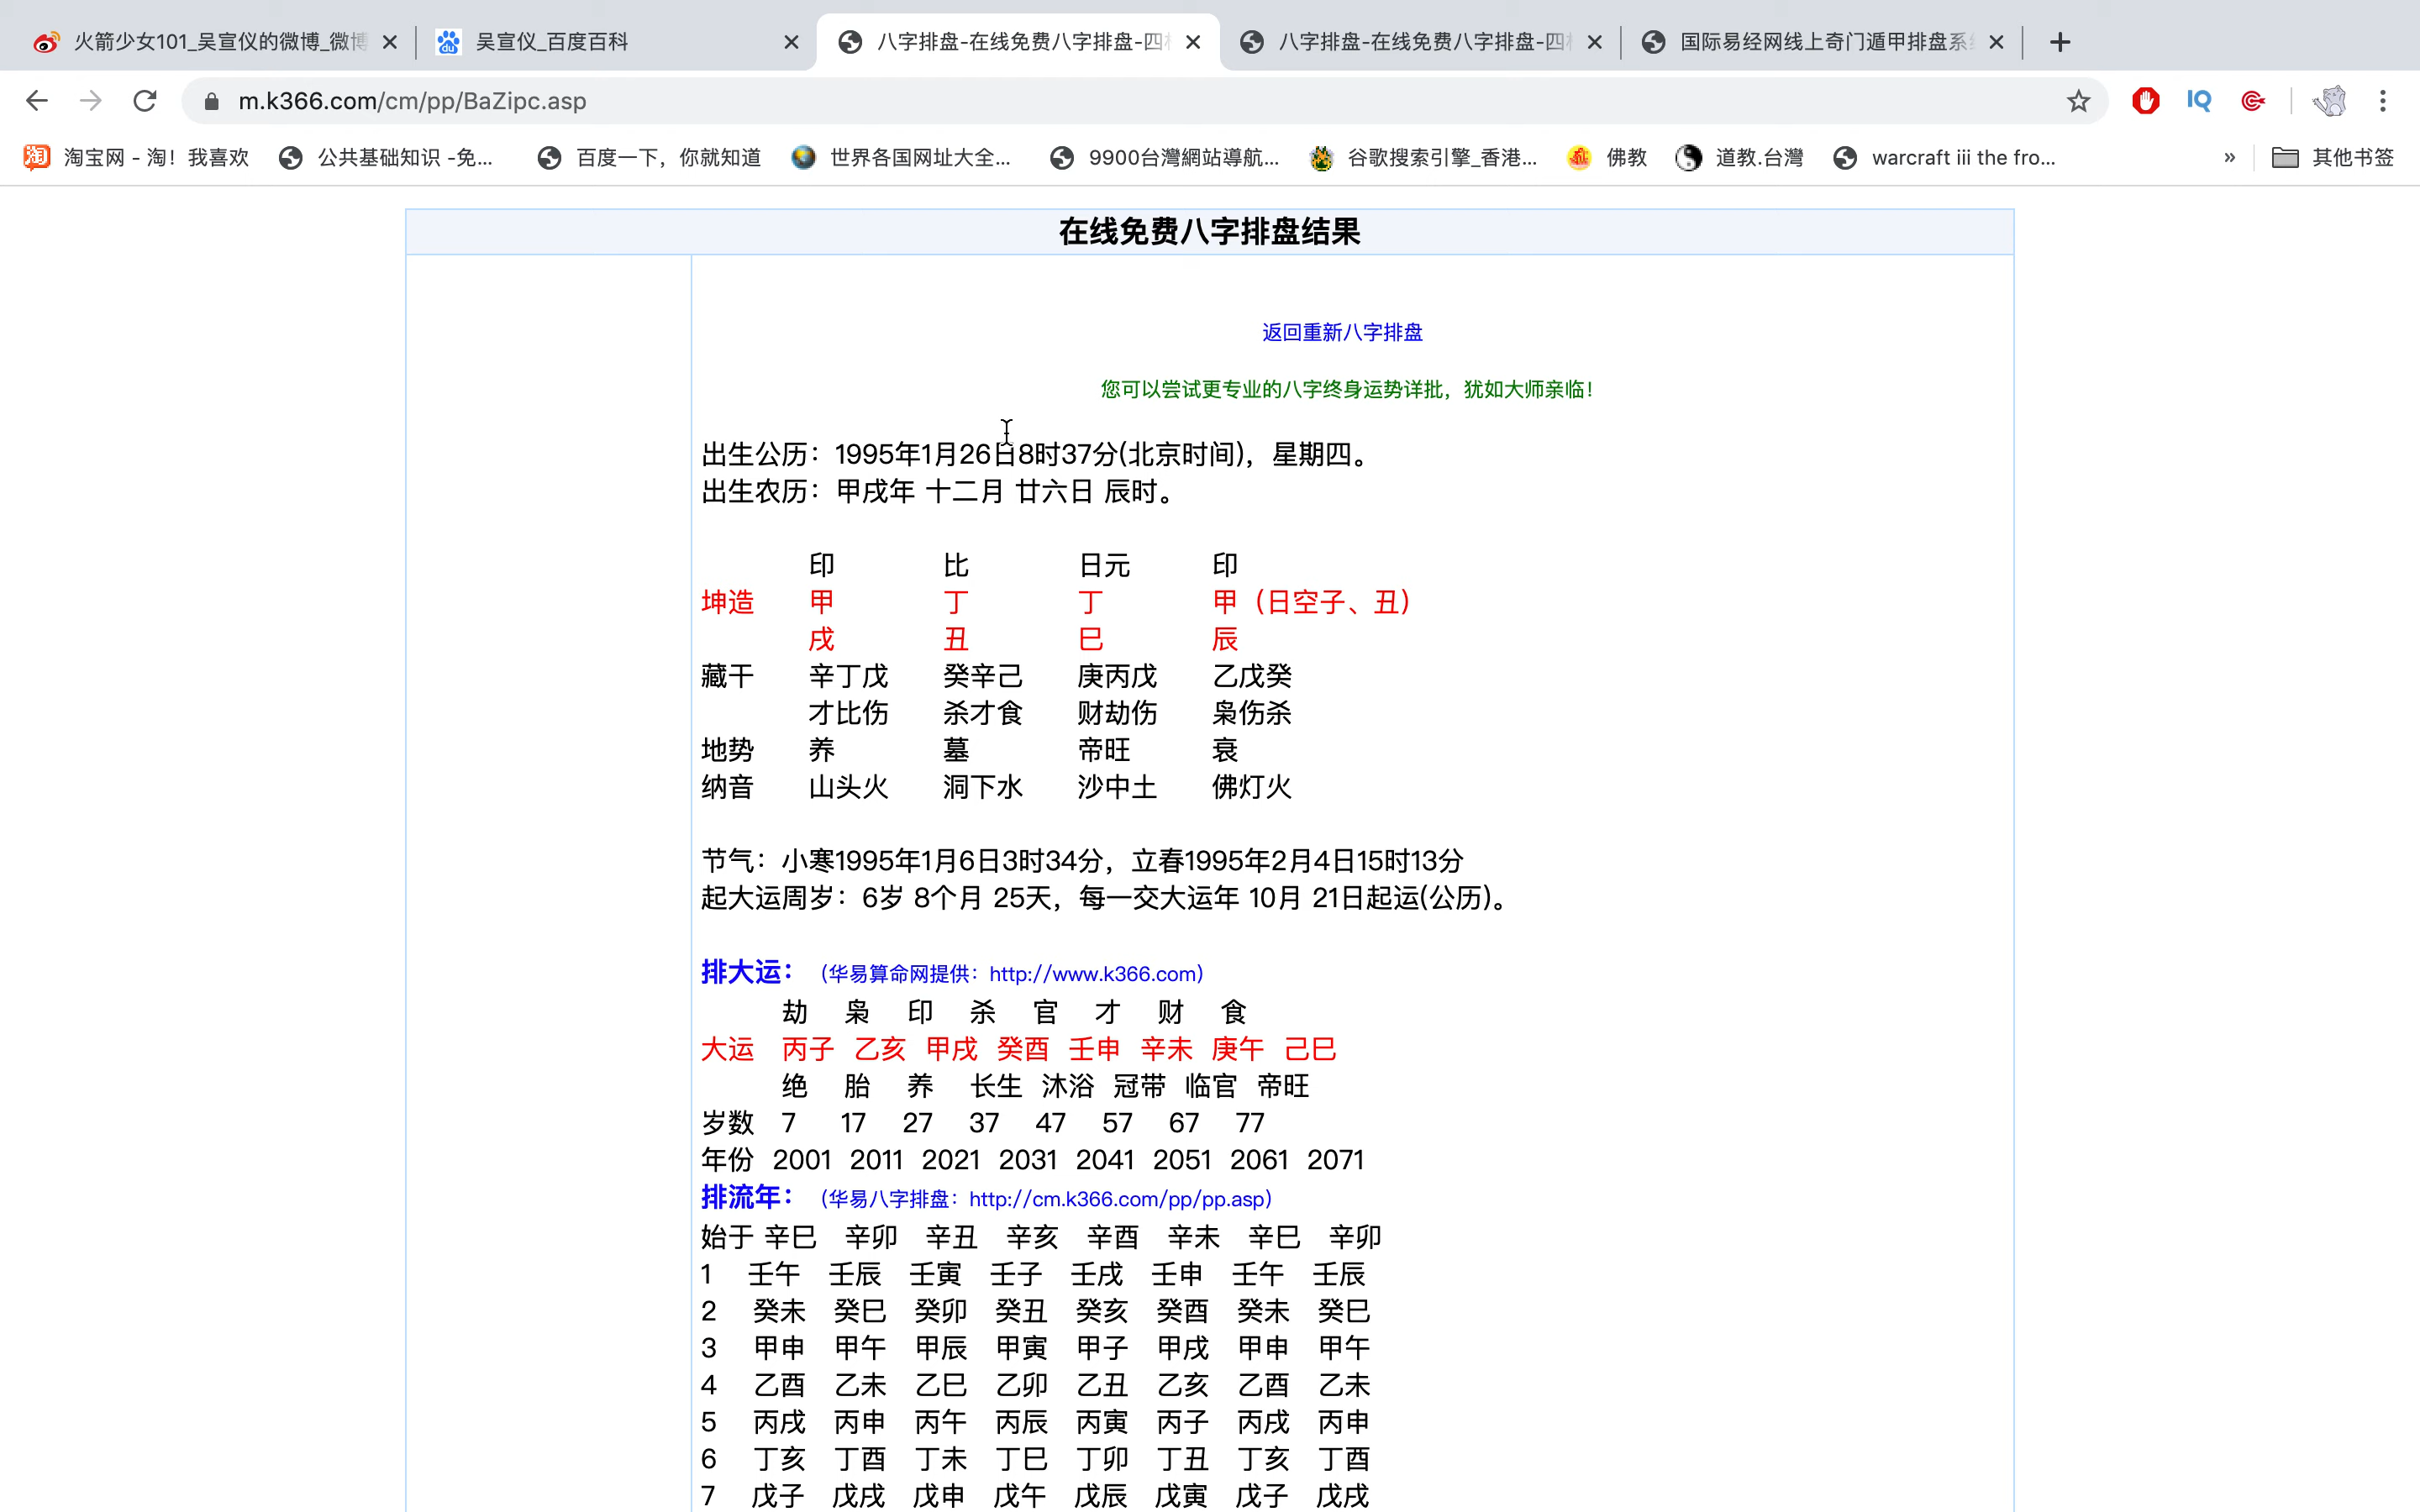 火箭少女101_吴宣仪的微博_微博
吴宣仪_百度百科
八字排盘-在线免费八字排盘-四
八字排盘-在线免费八字排盘-四
国际易经网线上奇门遁甲排盘系
m.k366.com/cm/pp/BaZipc.asp
IQ
淘宝网 - 淘！我喜欢
公共基础知识 -免...
百度一下，你就知道
世界各国网址大全...
9900台灣網站導航...
谷歌搜索引擎_香港...
佛教
道教.台灣
warcraft iii the fro...
»
其他书签
在线免费八字排盘结果
返回重新八字排盘
您可以尝试更专业的八字终身运势详批，犹如大师亲临！
出生公历：1995年1月26日8时37分(北京时间)，星期四。
出生农历：甲戌年 十二月 廿六日 辰时。
印 比 日元 印
坤造 甲 丁 丁 甲（日空子、丑）
戌 丑 巳 辰
藏干 辛丁戊 癸辛己 庚丙戊 乙戊癸
才比伤 杀才食 财劫伤 枭伤杀
地势 养 墓 帝旺 衰
纳音 山头火 洞下水 沙中土 佛灯火
节气：小寒1995年1月6日3时34分，立春1995年2月4日15时13分
起大运周岁：6岁 8个月 25天，每一交大运年 10月 21日起运(公历)。
排大运：（华易算命网提供：http://www.k366.com）
劫 枭 印 杀 官 才 财 食
大运 丙子 乙亥 甲戌 癸酉 壬申 辛未 庚午 己巳
绝 胎 养 长生 沐浴 冠带 临官 帝旺
岁数 7 17 27 37 47 57 67 77
年份 2001 2011 2021 2031 2041 2051 2061 2071
排流年：（华易八字排盘：http://cm.k366.com/pp/pp.asp）
始于 辛巳 辛卯 辛丑 辛亥 辛酉 辛未 辛巳 辛卯
1 壬午 壬辰 壬寅 壬子 壬戌 壬申 壬午 壬辰
2 癸未 癸巳 癸卯 癸丑 癸亥 癸酉 癸未 癸巳
3 甲申 甲午 甲辰 甲寅 甲子 甲戌 甲申 甲午
4 乙酉 乙未 乙巳 乙卯 乙丑 乙亥 乙酉 乙未
5 丙戌 丙申 丙午 丙辰 丙寅 丙子 丙戌 丙申
6 丁亥 丁酉 丁未 丁巳 丁卯 丁丑 丁亥 丁酉
7 戊子 戊戌 戊申 戊午 戊辰 戊寅 戊子 戊戌